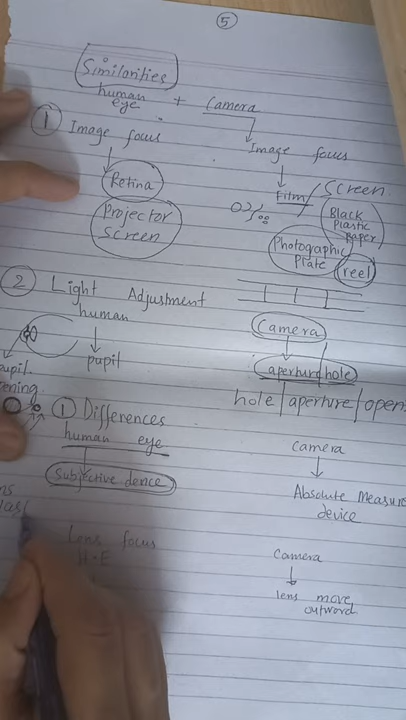 5
Similarities
human eye + Camera
1 Image focus
Image focus
Retina
Film / Screen.
Projector Screen
Black Plastic Paper
Photographic Plate
reel
2 Light Adjustment
human
Camera
pupil
pupil.
aperture hole
hole / aperture / open
1 Differences
human eye
Camera
Subjective device
Absolute Measure
device
Lens focus
H.E
Camera
lens move
outward